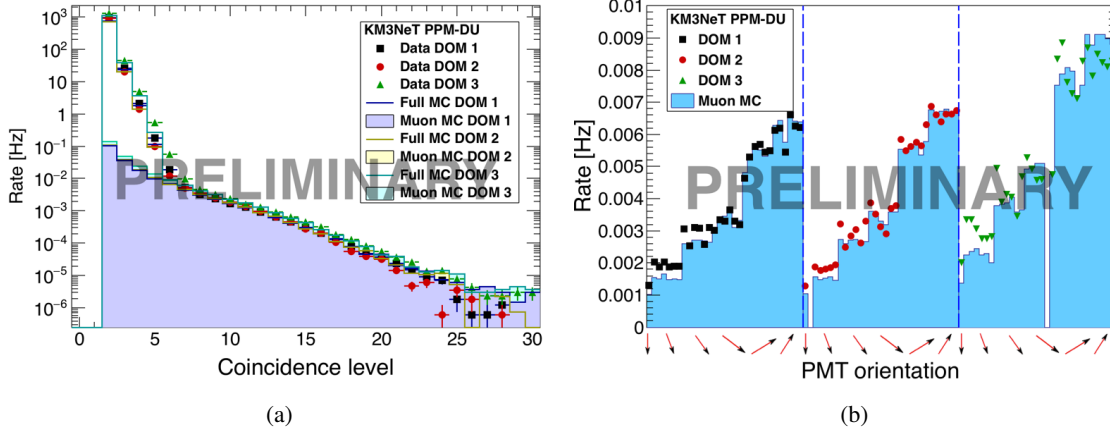 KM3NeT PPM-DU
Data DOM 1
Data DOM 2
Data DOM 3
Full MC DOM 1
Muon MC DOM 1
Full MC DOM 2
Muon MC DOM 2
Full MC DOM 3
Muon MC DOM 3
PRELIMINARY
Rate [Hz]
10³
10²
10
1
10⁻¹
10⁻²
10⁻³
10⁻⁴
10⁻⁵
10⁻⁶
0 5 10 15 20 25 30
Coincidence level
(a)
KM3NeT PPM-DU
DOM 1
DOM 2
DOM 3
Muon MC
PRELIMINARY
Rate [Hz]
0.01
0.009
0.008
0.007
0.006
0.005
0.004
0.003
0.002
0.001
0
PMT orientation
(b)